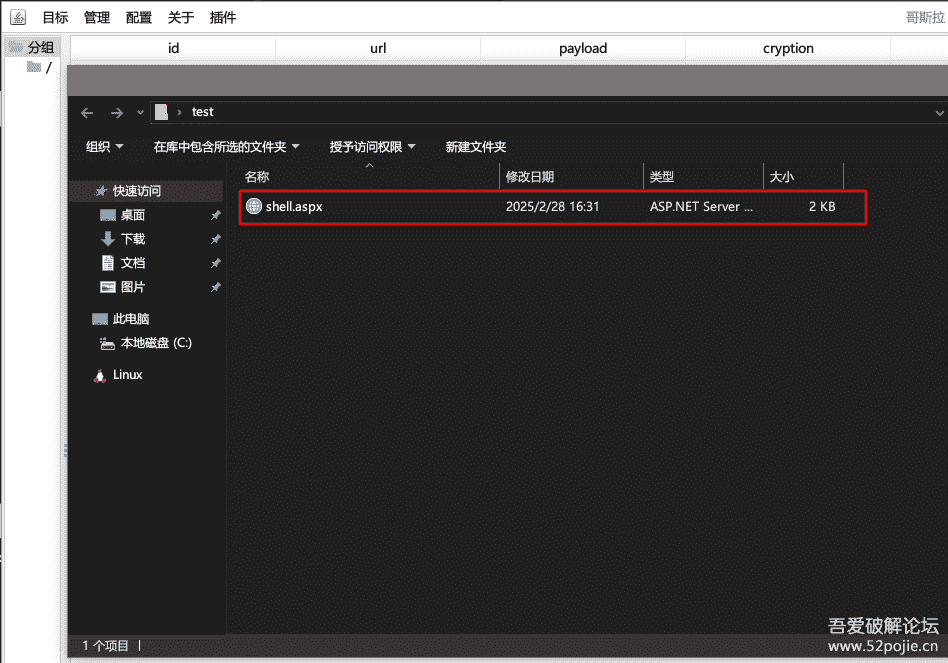 目标 管理 配置 关于 插件 哥斯拉
分组 id url payload cryption
/
test
组织 在库中包含所选的文件夹 授予访问权限 新建文件夹
名称 修改日期 类型 大小
快速访问
shell.aspx 2025/2/28 16:31 ASP.NET Server ... 2 KB
桌面
下载
文档
图片
此电脑
本地磁盘 (C:)
Linux
1 个项目
吾爱破解论坛
www.52pojie.cn